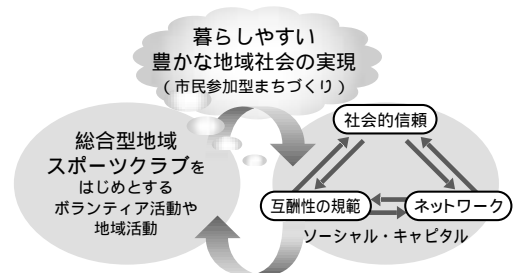 暮らしやすい
豊かな地域社会の実現
（市民参加型まちづくり）
総合型地域
スポーツクラブを
はじめとする
ボランティア活動や
地域活動
社会的信頼
互酬性の規範
ネットワーク
ソーシャル・キャピタル